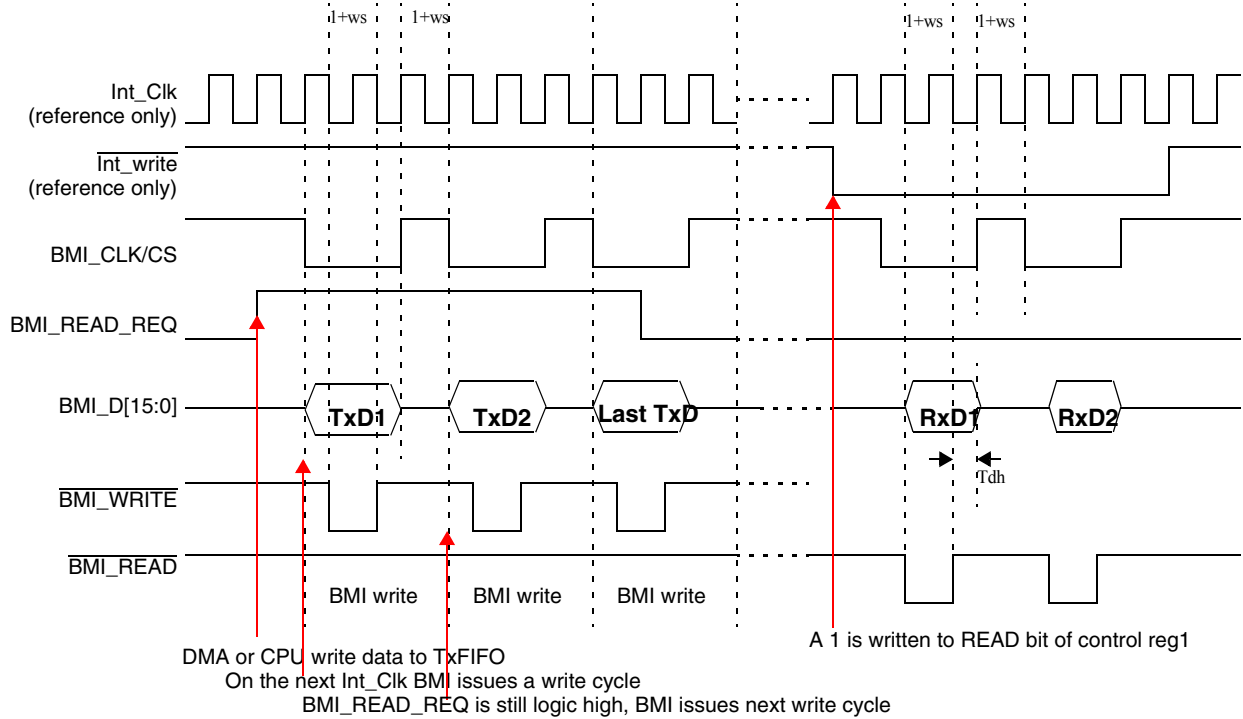 1+ws 1+ws 1+ws 1+ws
Int_Clk
(reference only)
Int_write
(reference only)
BMI_CLK/CS
BMI_READ_REQ
BMI_D[15:0] TxD1 TxD2 Last TxD RxD1 RxD2
Tdh
BMI_WRITE
BMI_READ
BMI write BMI write BMI write
A 1 is written to READ bit of control reg1
DMA or CPU write data to TxFIFO
On the next Int_Clk BMI issues a write cycle
BMI_READ_REQ is still logic high, BMI issues next write cycle